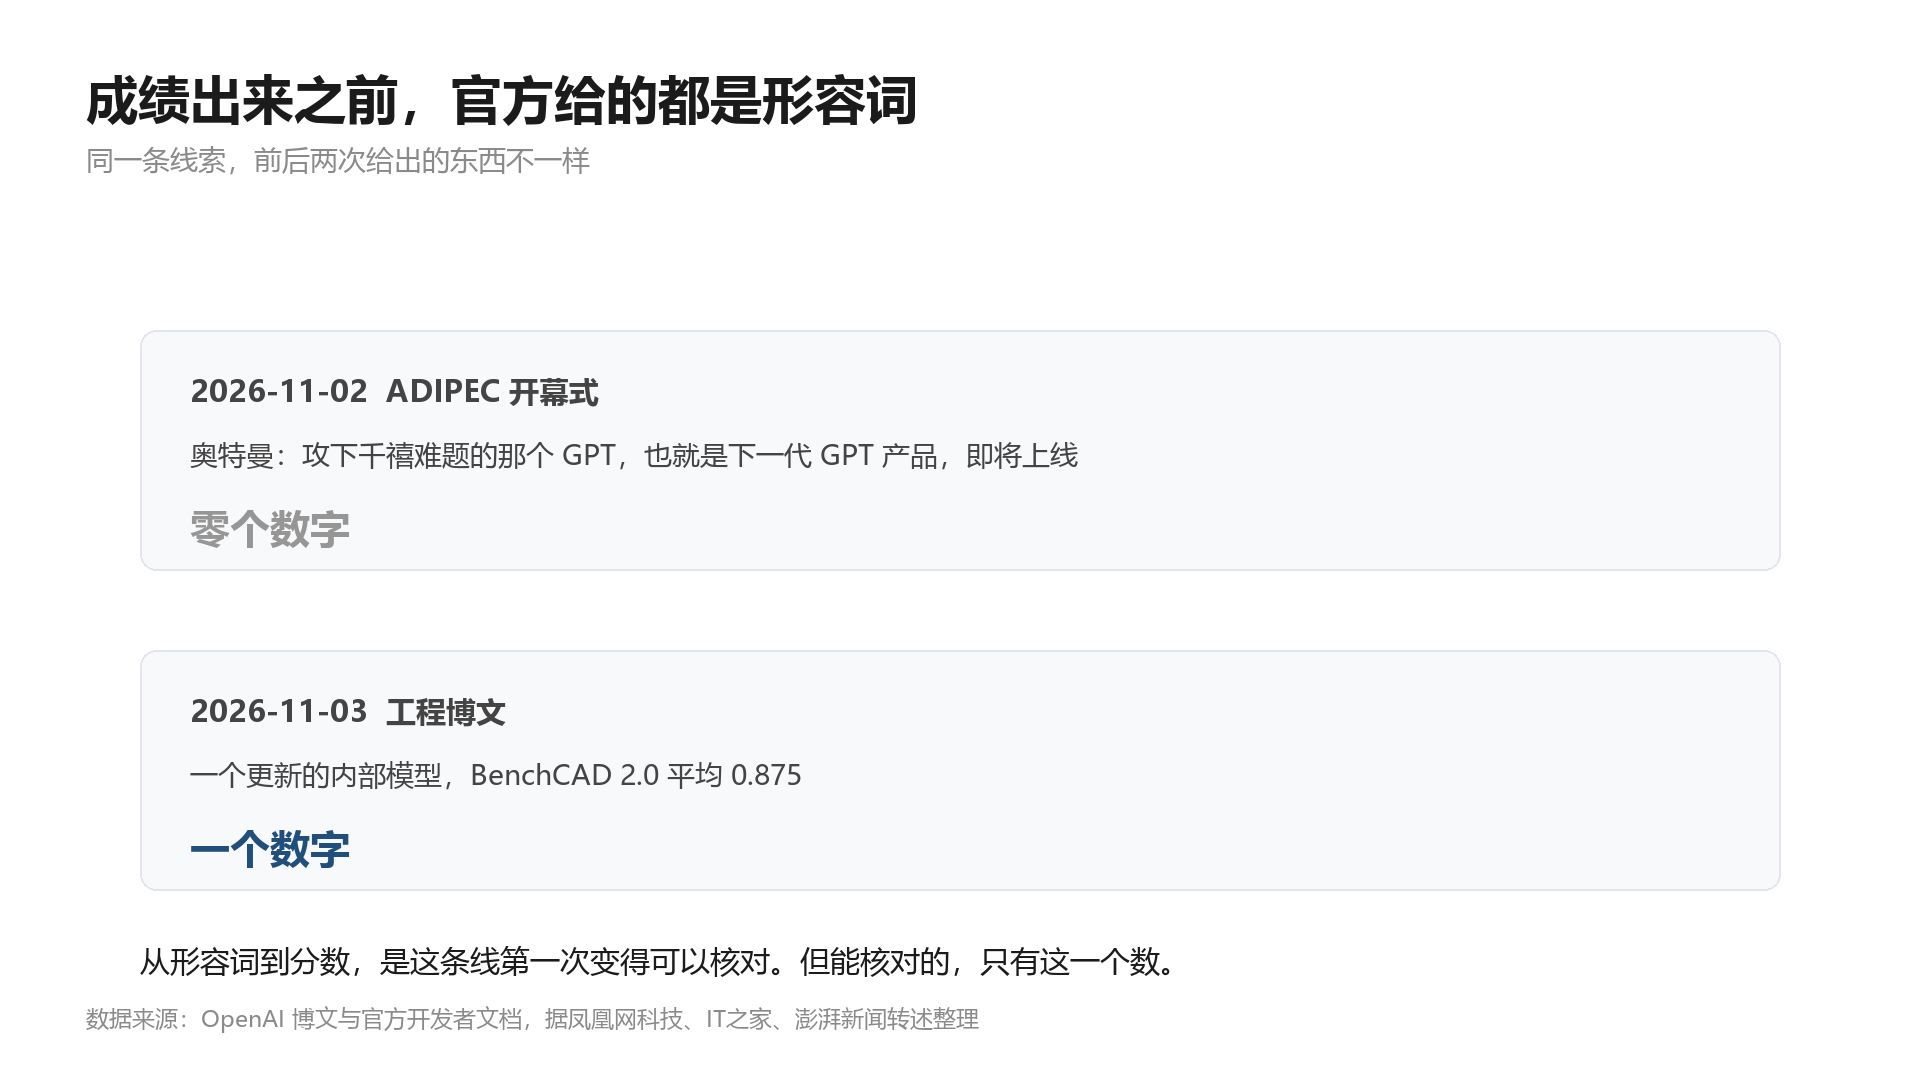 成绩出来之前，官方给的都是形容词
同一条线索，前后两次给出的东西不一样
2026-11-02 ADIPEC 开幕式
奥特曼：攻下千禧难题的那个 GPT，也就是下一代 GPT 产品，即将上线
零个数字
2026-11-03 工程博文
一个更新的内部模型，BenchCAD 2.0 平均 0.875
一个数字
从形容词到分数，是这条线第一次变得可以核对。但能核对的，只有这一个数。
数据来源：OpenAI 博文与官方开发者文档，据凤凰网科技、IT之家、澎湃新闻转述整理